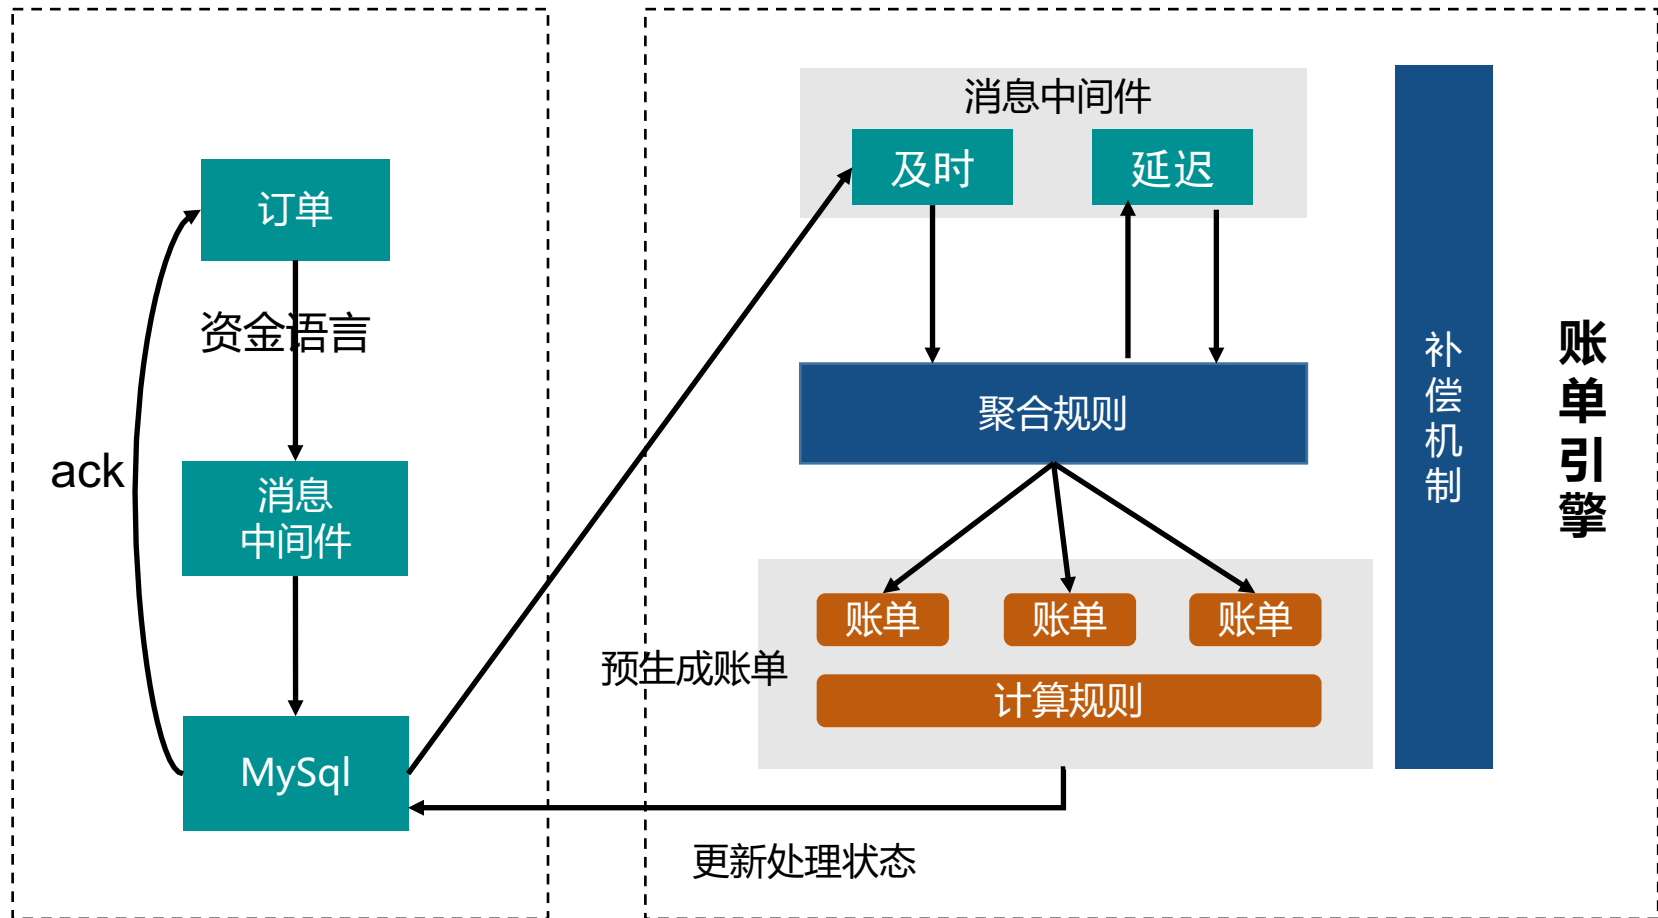 订单
资金语言
ack
消息
中间件
MySql
消息中间件
及时
延迟
聚合规则
账单
账单
账单
预生成账单
计算规则
更新处理状态
补偿机制
账单引擎